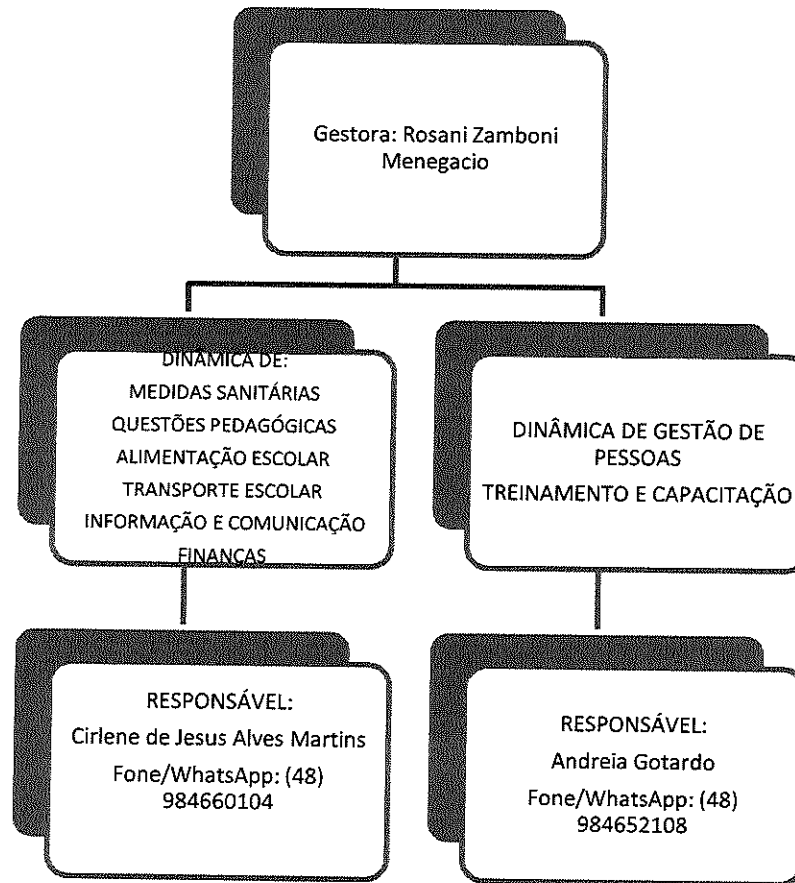 Gestora: Rosani Zamboni
Menegacio
DINÂMICA DE:
MEDIDAS SANITÁRIAS
QUESTÕES PEDAGÓGICAS
ALIMENTAÇÃO ESCOLAR
TRANSPORTE ESCOLAR
INFORMAÇÃO E COMUNICAÇÃO
FINANÇAS
DINÂMICA DE GESTÃO DE
PESSOAS
TREINAMENTO E CAPACITAÇÃO
RESPONSÁVEL:
Cirlene de Jesus Alves Martins
Fone/WhatsApp: (48)
984660104
RESPONSÁVEL:
Andreia Gotardo
Fone/WhatsApp: (48)
984652108